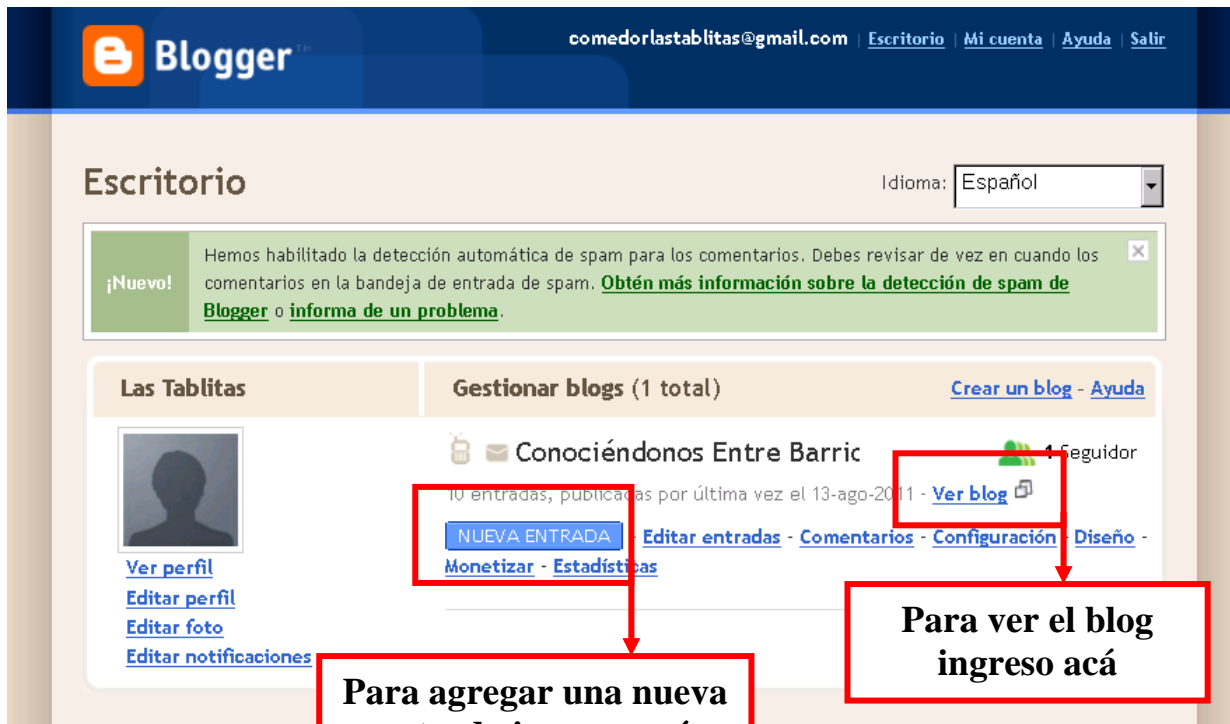 Blogger™
comedorlastablitas@gmail.com | Escritorio | Mi cuenta | Ayuda | Salir
Escritorio
Idioma: Español
¡Nuevo!
Hemos habilitado la detección automática de spam para los comentarios. Debes revisar de vez en cuando los
comentarios en la bandeja de entrada de spam. Obtén más información sobre la detección de spam de
Blogger o informa de un problema.
Las Tablitas
Gestionar blogs (1 total)
Crear un blog - Ayuda
Conociéndonos Entre Barric
1 Seguidor
10 entradas, publicadas por última vez el 13-ago-2011 - Ver blog
NUEVA ENTRADA - Editar entradas - Comentarios - Configuración - Diseño -
Monetizar - Estadísticas
Ver perfil
Editar perfil
Editar foto
Editar notificaciones
Para ver el blog
ingreso acá
Para agregar una nueva